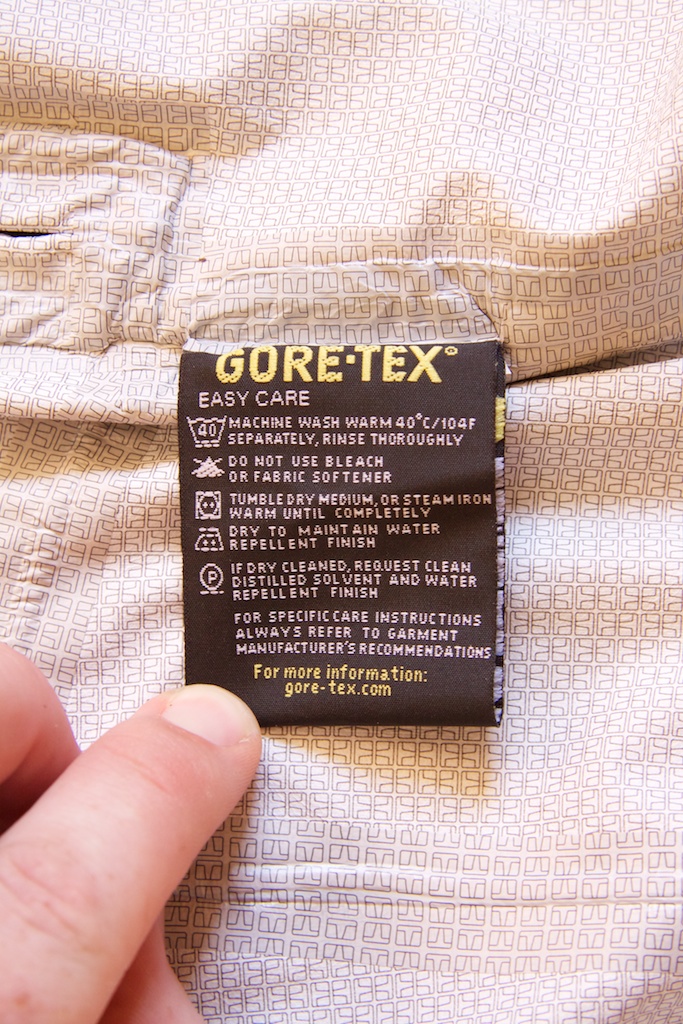 GORE-TEX®
EASY CARE
40
MACHINE WASH WARM 40°C/104F
SEPARATELY, RINSE THOROUGHLY
DO NOT USE BLEACH
OR FABRIC SOFTENER
TUMBLE DRY MEDIUM, OR STEAM IRON
WARM UNTIL COMPLETELY
DRY TO MAINTAIN WATER
REPELLENT FINISH
P
IF DRY CLEANED, REQUEST CLEAN
DISTILLED SOLVENT AND WATER
REPELLENT FINISH
FOR SPECIFIC CARE INSTRUCTIONS
ALWAYS REFER TO GARMENT
MANUFACTURER'S RECOMMENDATIONS
For more information:
gore-tex.com